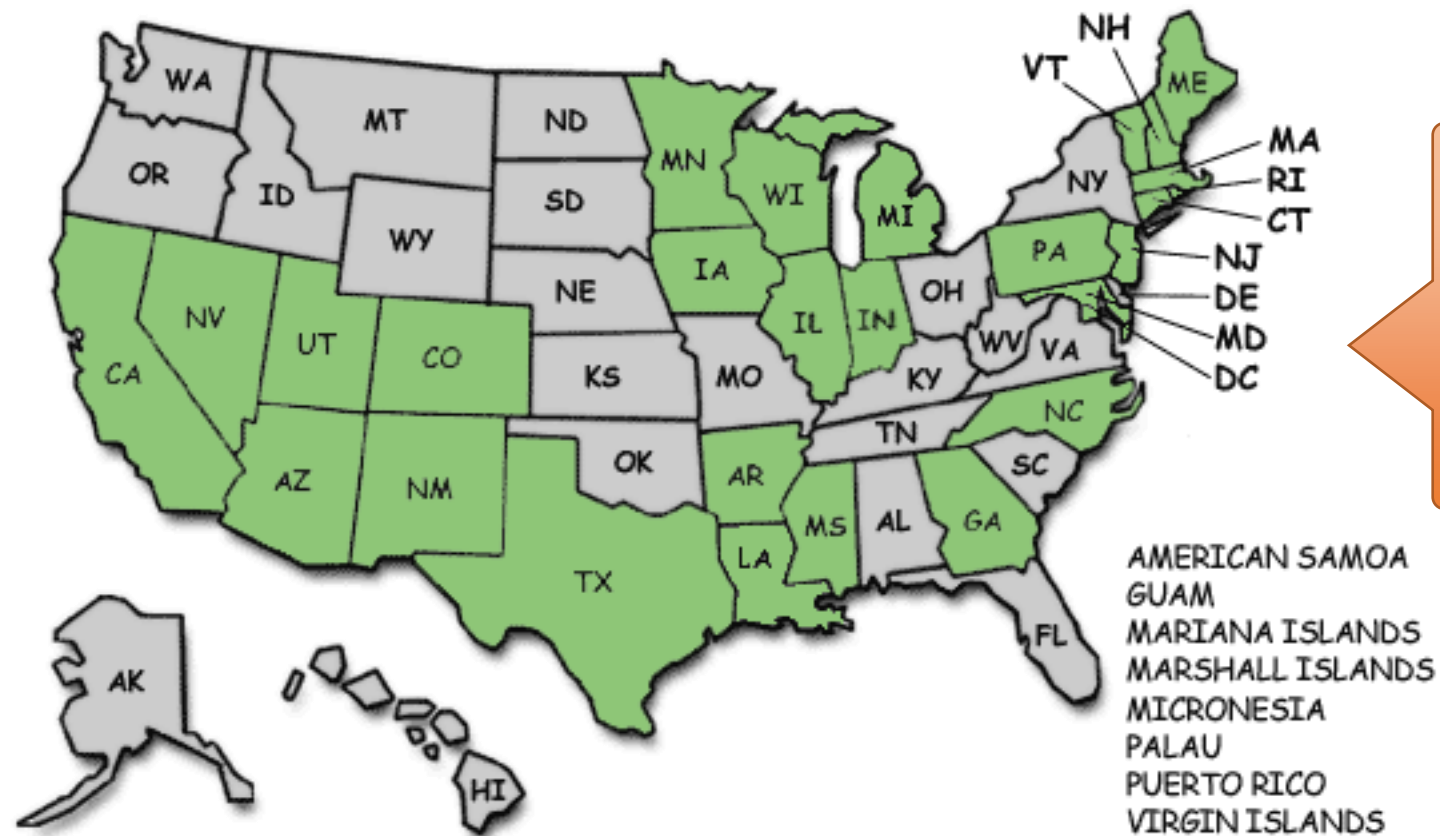 NH
VT
ME
WA
MT
ND
MN
MA
OR
ID
SD
WI
NY
RI
MI
CT
WY
PA
IA
NJ
NE
OH
DE
NV
IL
IN
UT
CO
WV
VA
MD
CA
KS
MO
KY
DC
NC
TN
OK
SC
AZ
NM
AR
MS
AL
GA
LA
TX
AMERICAN SAMOA
GUAM
MARIANA ISLANDS
FL
MARSHALL ISLANDS
AK
MICRONESIA
PALAU
PUERTO RICO
HI
VIRGIN ISLANDS